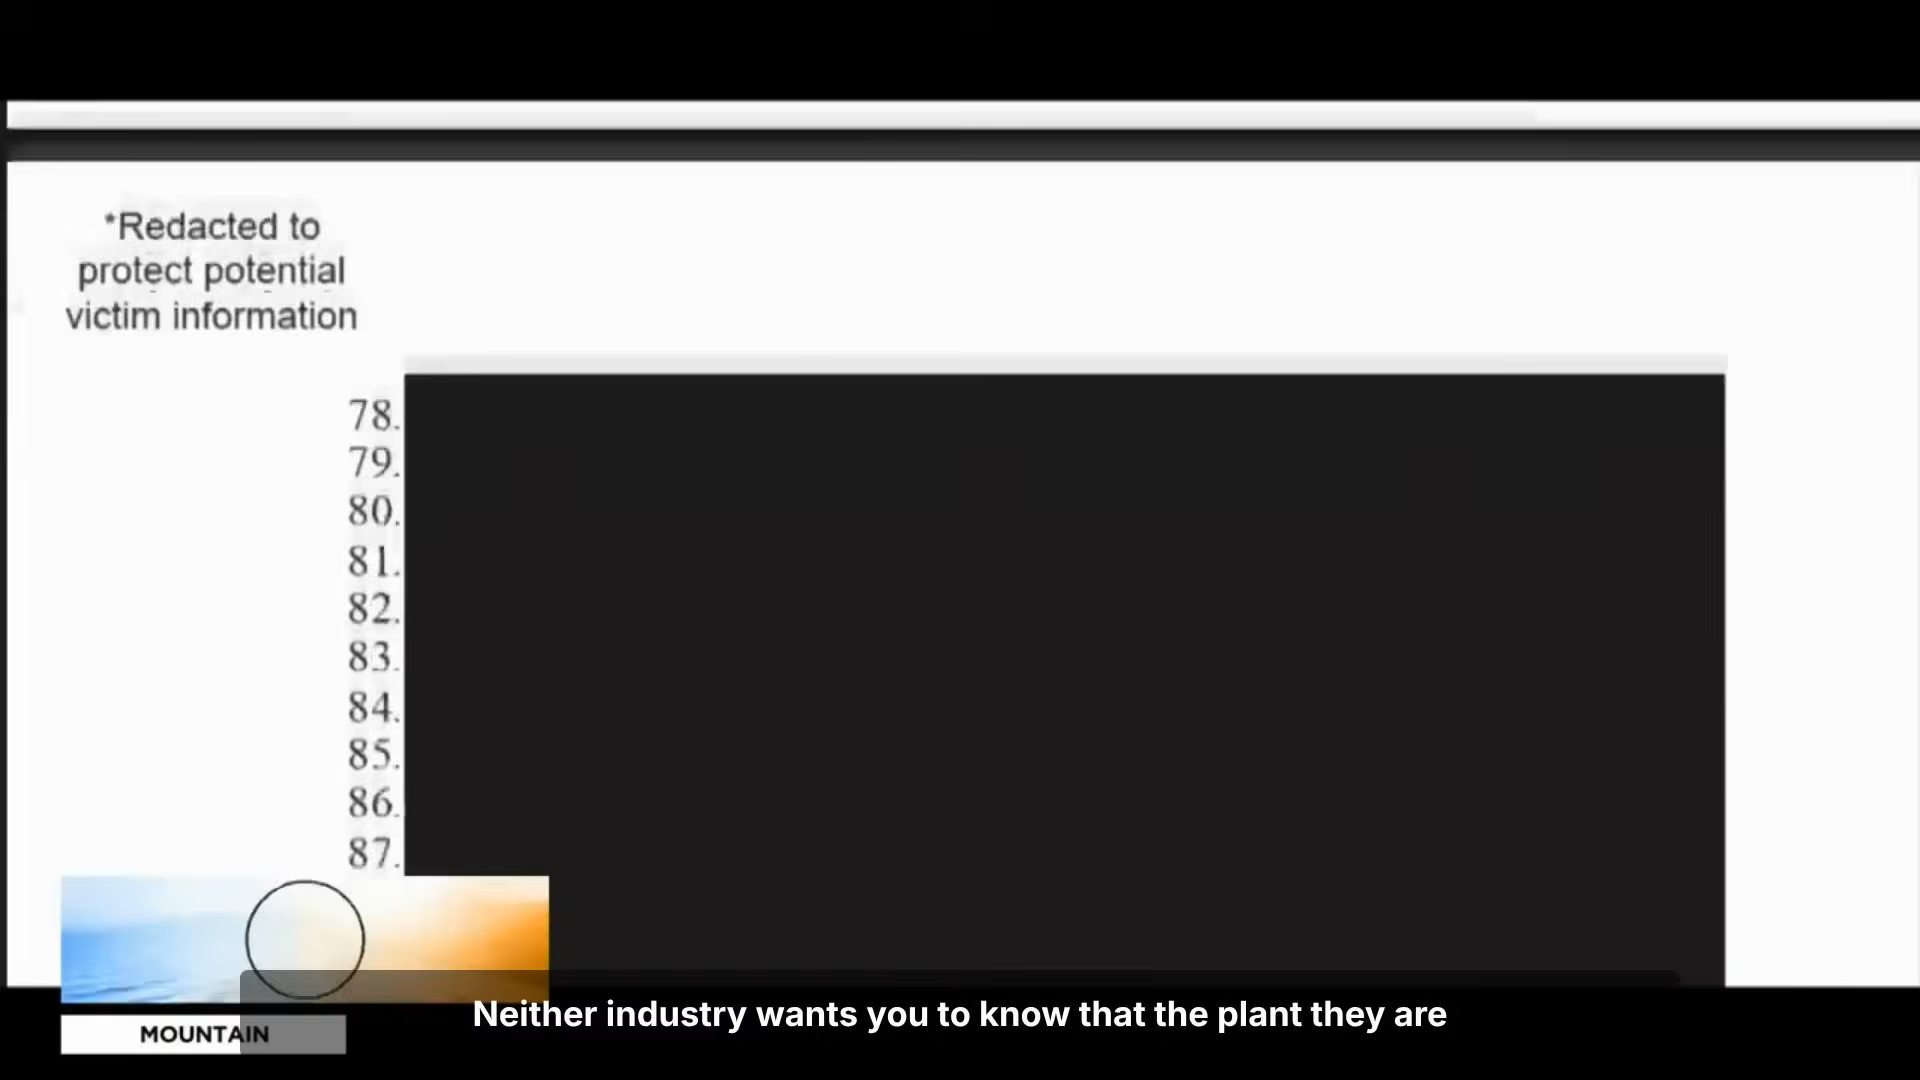 *Redacted to
protect potential
victim information
78.
79.
80.
81.
82.
83.
84.
85.
86.
87.
MOUNTAIN
Neither industry wants you to know that the plant they are